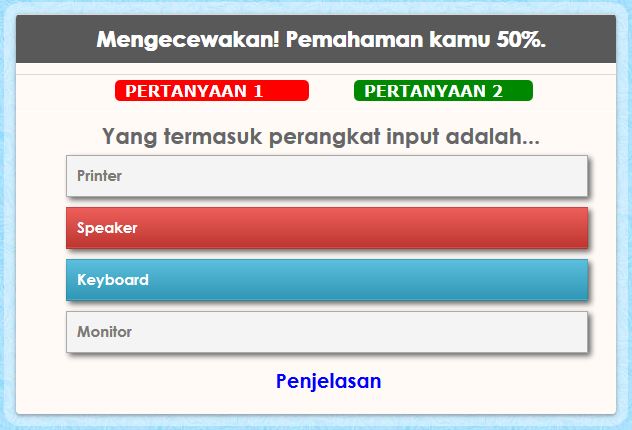 Mengecewakan! Pemahaman kamu 50%.
PERTANYAAN 1 PERTANYAAN 2
Yang termasuk perangkat input adalah...
Printer
Speaker
Keyboard
Monitor
Penjelasan